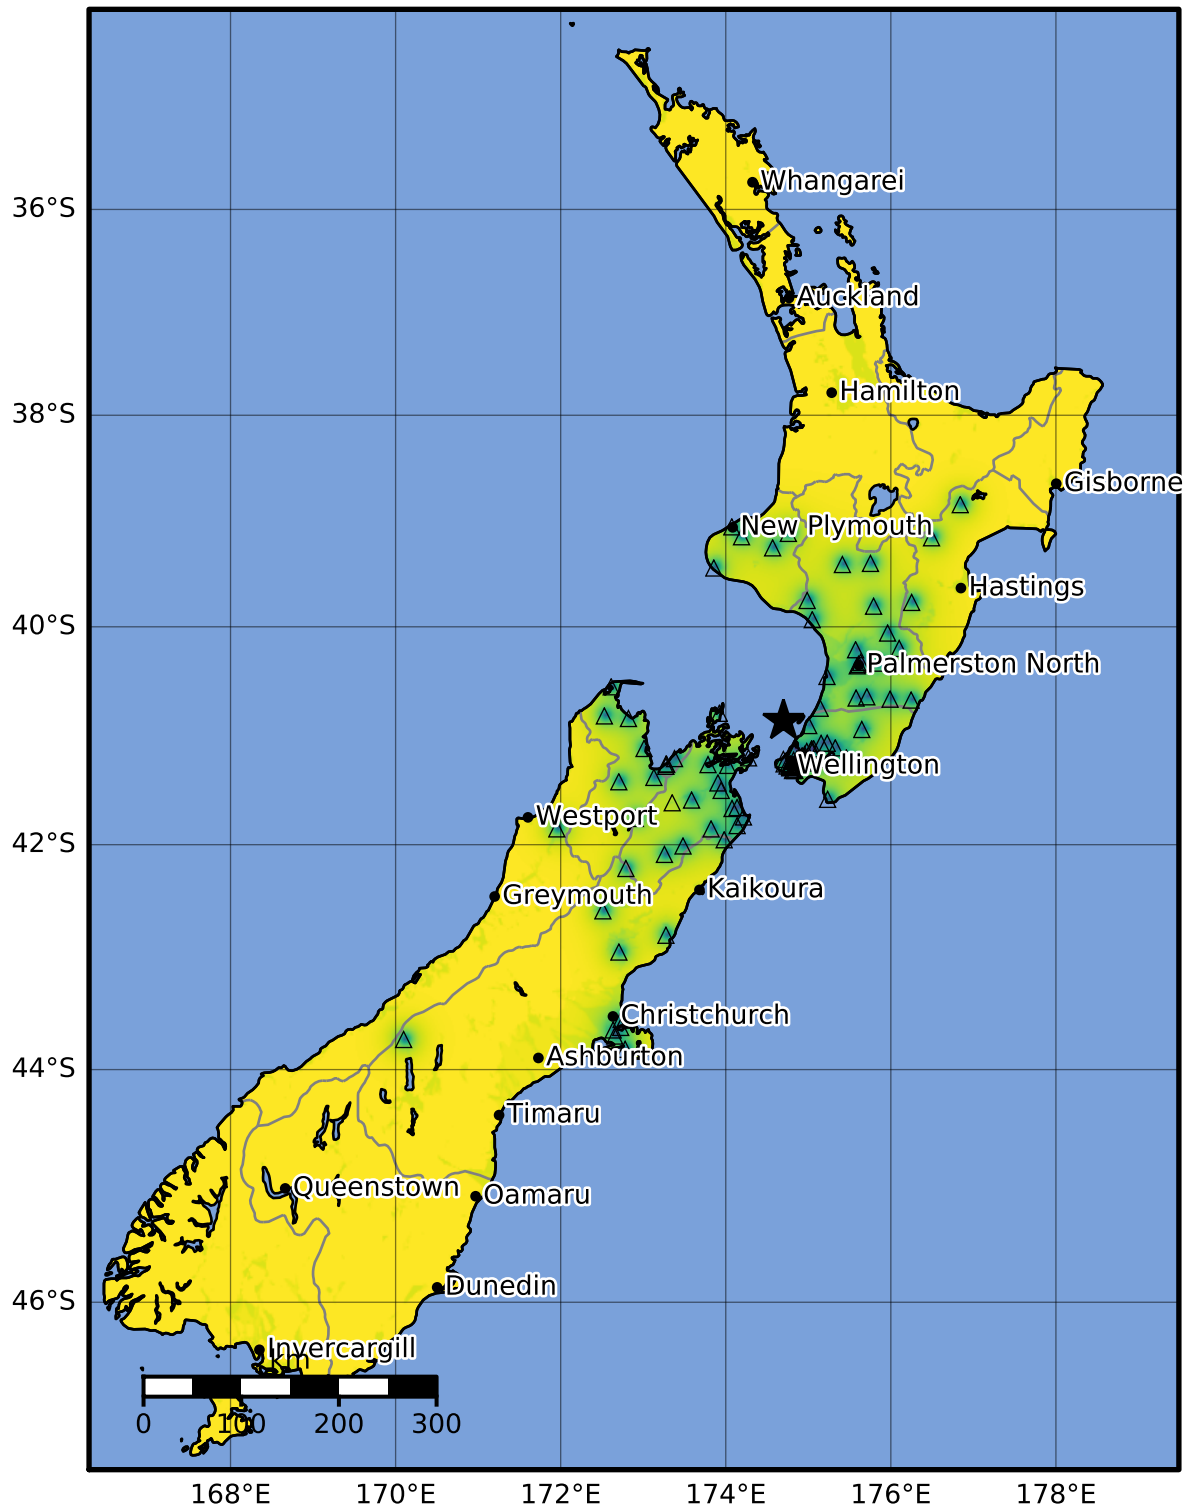 Whangarei
36°S
Auckland
Hamilton
38°S
Gisborne
New Plymouth
Hastings
40°S
Palmerston North
Wellington
Westport
42°S
Kaikoura
Greymouth
Christchurch
Ashburton
44°S
Timaru
Queenstown
Oamaru
Dunedin
46°S
Invercargill
km
0 100 200 300
168°E 170°E 172°E 174°E 176°E 178°E